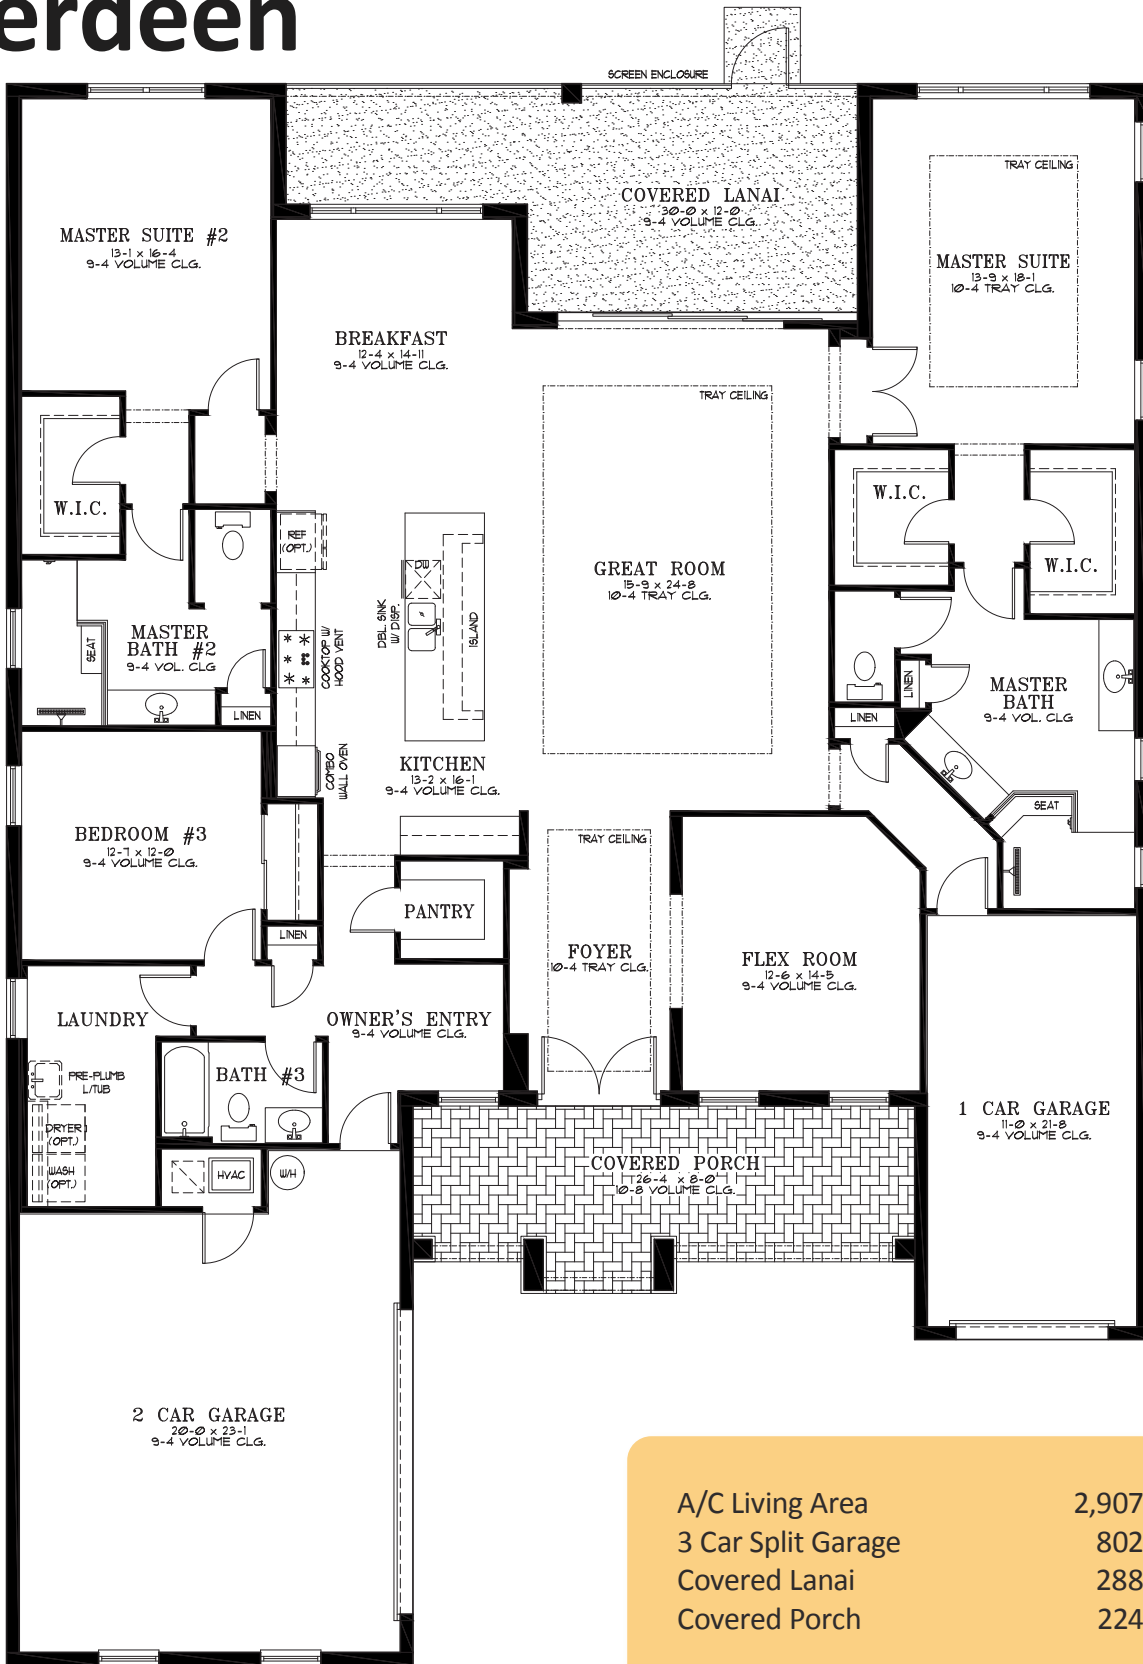 erdeen
SCREEN ENCLOSURE
COVERED LANAI
30-0 x 12-0
9-4 VOLUME CLG.
MASTER SUITE #2
13-1 x 16-4
9-4 VOLUME CLG.
TRAY CEILING
MASTER SUITE
13-9 x 18-1
10-4 TRAY CLG.
BREAKFAST
12-4 x 14-11
9-4 VOLUME CLG.
TRAY CEILING
GREAT ROOM
15-9 x 24-8
10-4 TRAY CLG.
W.I.C.
W.I.C.
W.I.C.
REF
(OPT.)
DW
DBL. SINK
W/ DISP.
ISLAND
COOKTOP W/
HOOD VENT
COMBO
WALL OVEN
SEAT
MASTER
BATH #2
9-4 VOL. CLG
LINEN
LINEN
LINEN
MASTER
BATH
9-4 VOL. CLG
SEAT
KITCHEN
13-2 x 16-1
9-4 VOLUME CLG.
BEDROOM #3
12-7 x 12-0
9-4 VOLUME CLG.
TRAY CEILING
PANTRY
LINEN
FOYER
10-4 TRAY CLG.
FLEX ROOM
12-6 x 14-5
9-4 VOLUME CLG.
LAUNDRY
OWNER'S ENTRY
9-4 VOLUME CLG.
PRE-PLUMB
L/TUB
BATH #3
DRYER
(OPT.)
WASH
(OPT.)
HVAC
W/H
COVERED PORCH
26-4 x 8-0
10-8 VOLUME CLG.
1 CAR GARAGE
11-0 x 21-8
9-4 VOLUME CLG.
2 CAR GARAGE
20-0 x 23-1
9-4 VOLUME CLG.
A/C Living Area 2,907
3 Car Split Garage 802
Covered Lanai 288
Covered Porch 224